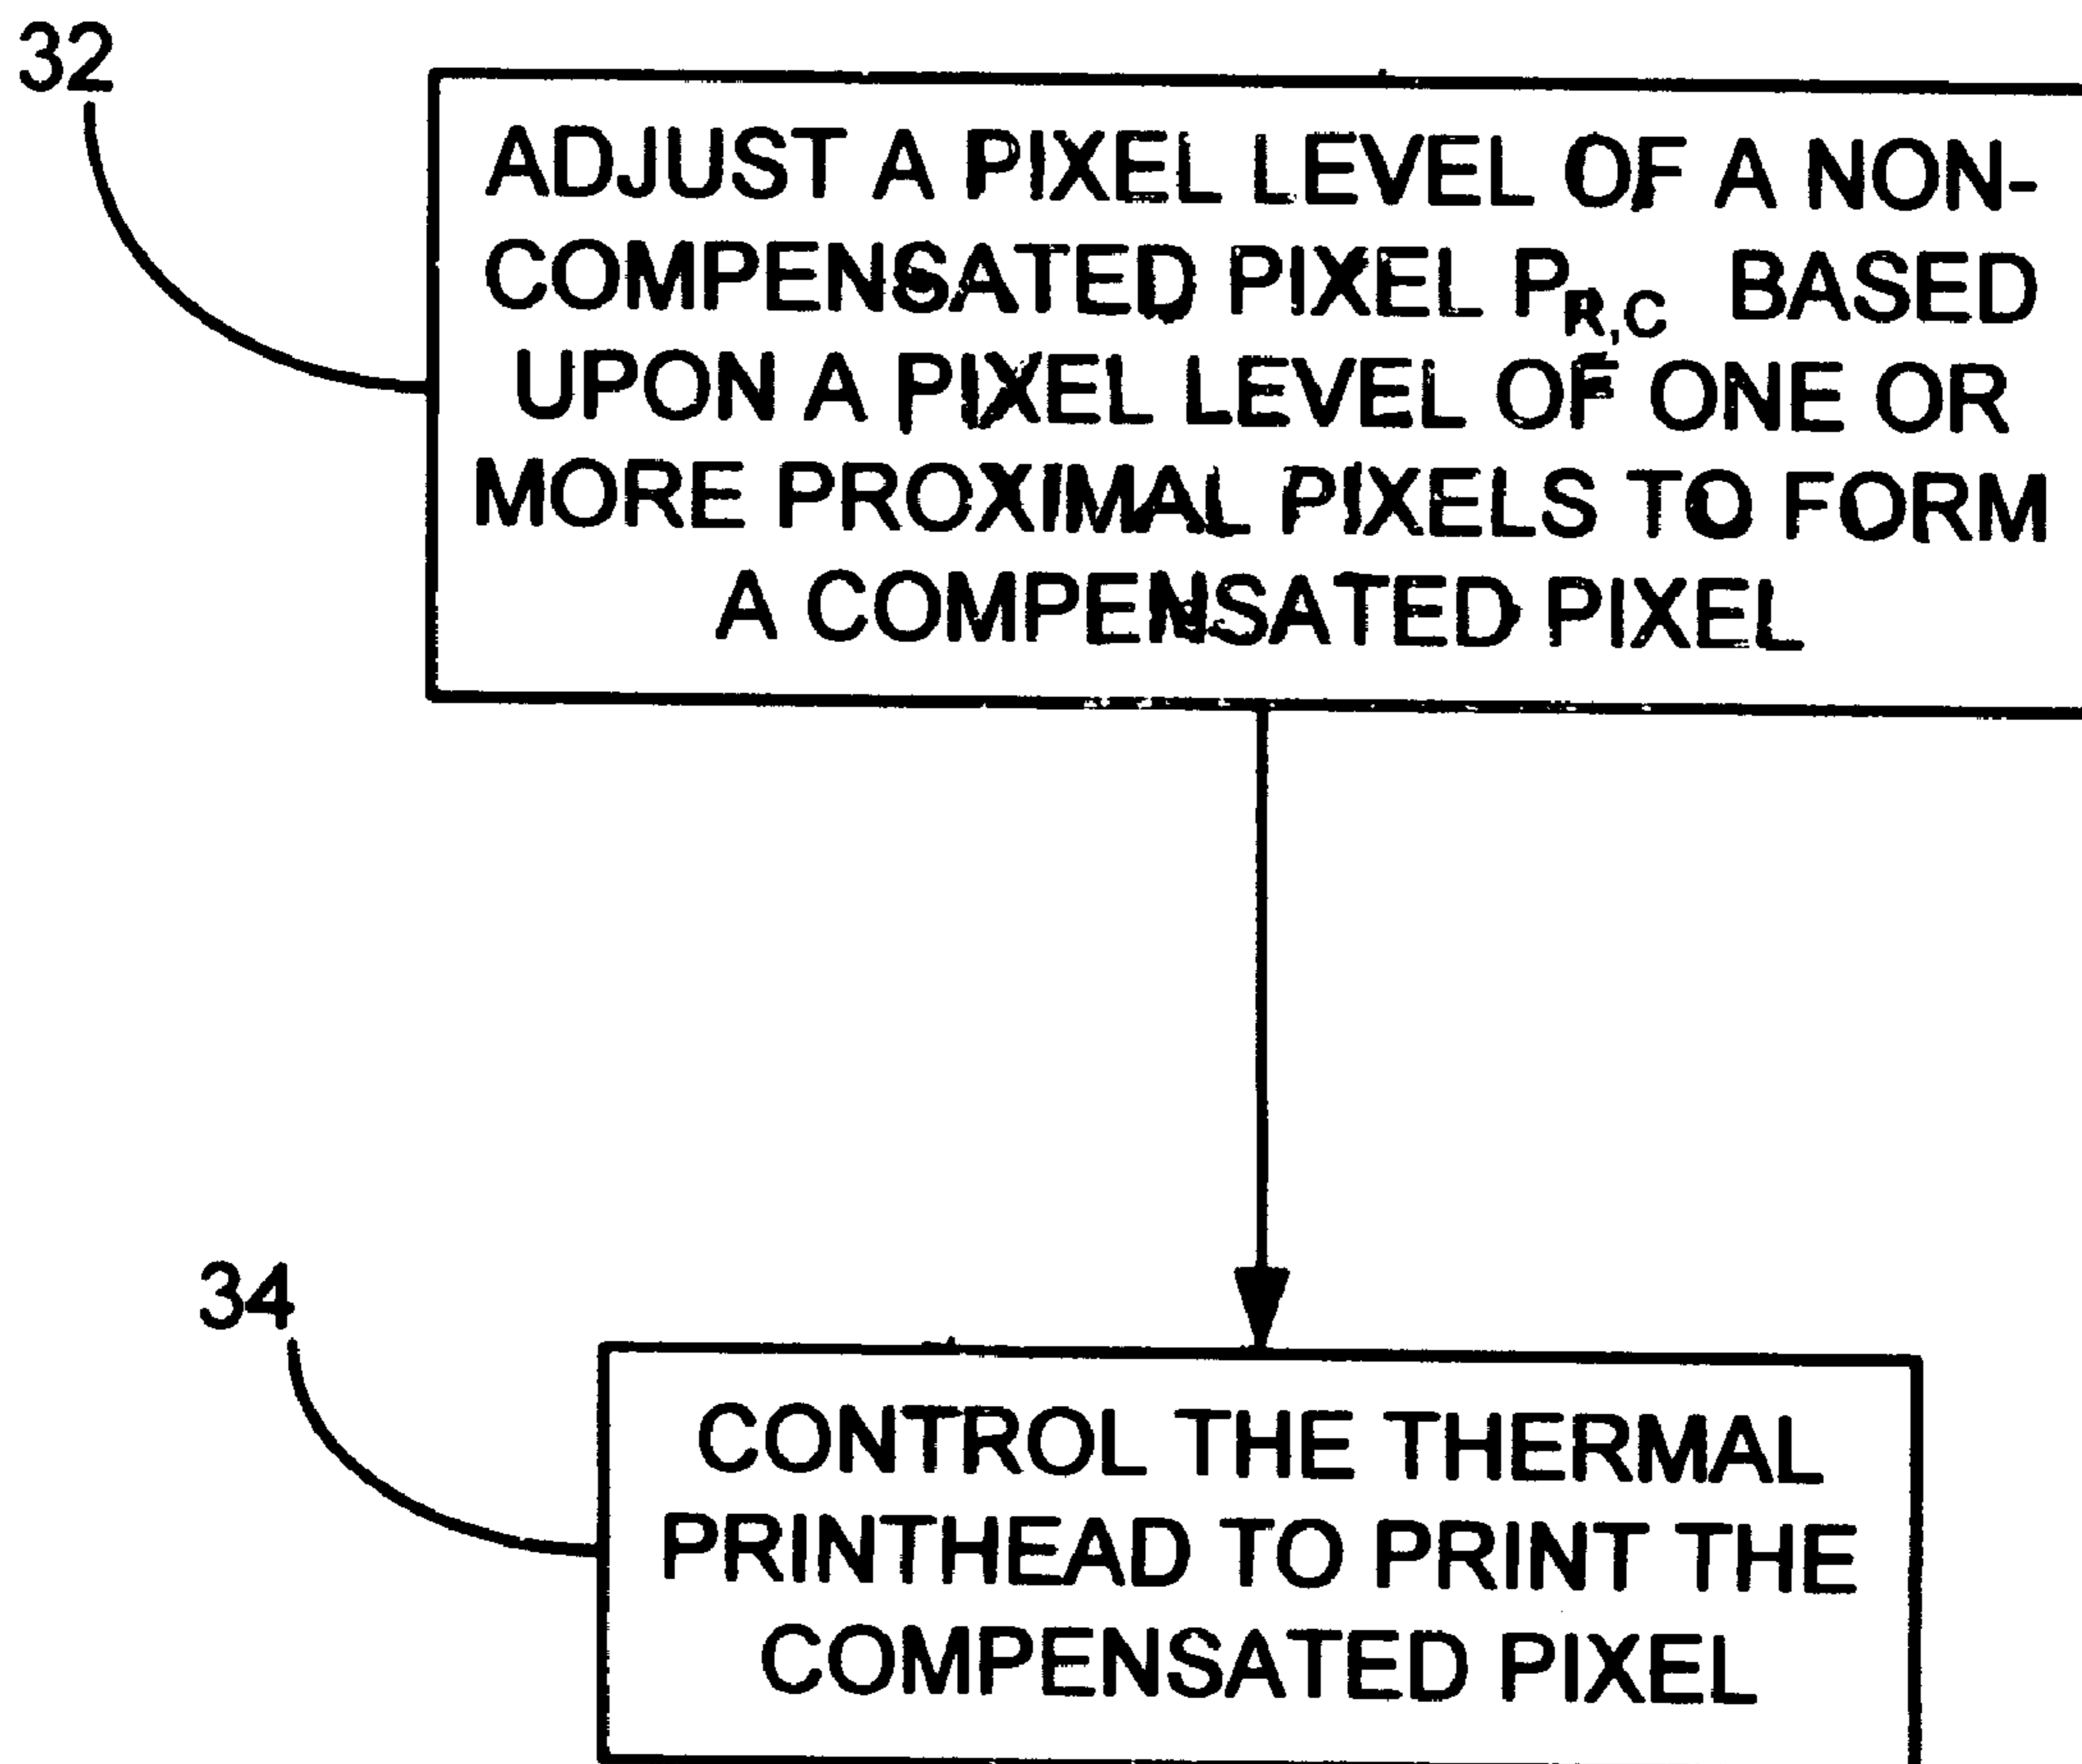 32
ADJUST A PIXEL LEVEL OF A NON-
COMPENSATED PIXEL P_{R,C} BASED
UPON A PIXEL LEVEL OF ONE OR
MORE PROXIMAL PIXELS TO FORM
A COMPENSATED PIXEL
34
CONTROL THE THERMAL
PRINTHEAD TO PRINT THE
COMPENSATED PIXEL